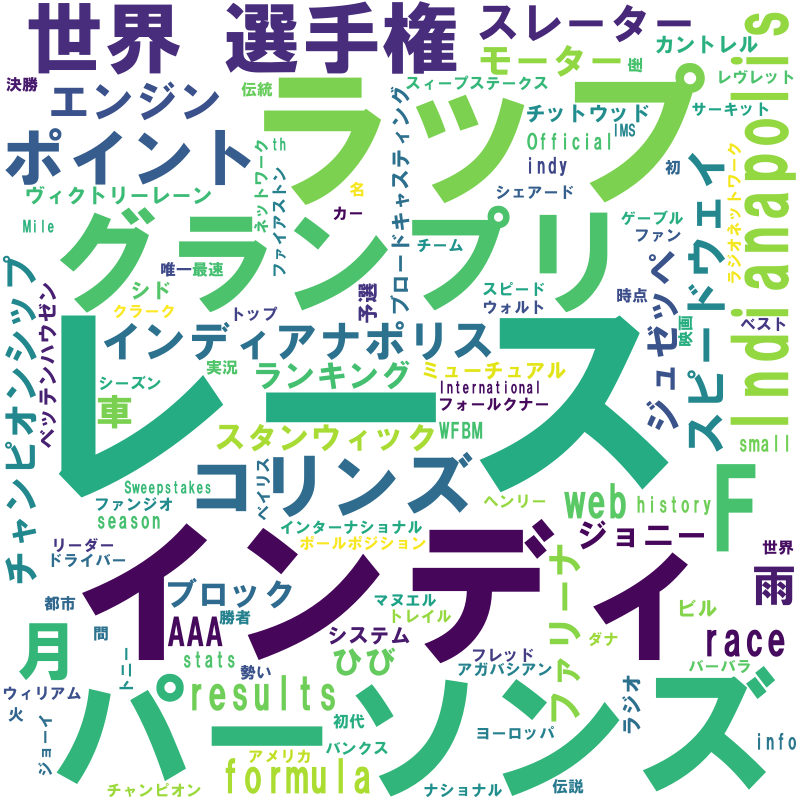 世界 選手権
スレーター
モーター
座
カントレル
Indianapolis
レヴレット
決勝
エンジン
伝統
ラップ
スィープステークス
チットウッド
IMS
サーキット
ポイント
th
ネットワーク
ブロードキャスティング
Official
indy
初
ラジオネットワーク
ヴィクトリーレーン
ファイアストン
名
カー
シェアード
スピードウェイ
Mile
グランプリ
チーム
ゲーブル
ファン
チャンピオンシップ
唯一
最速
シド
予選
スピード
ウォルト
ジュゼッペ
時点
クラーク
トップ
映画
ベスト
ベッテンハウゼン
インディアナポリス
レース
実況
ランキング
ミューチュアル
シーズン
International
フォールクナー
車
スタンウィック
WFBM
small
コリンズ
Sweepstakes
ベイリス
ファンジオ
season
ヘンリー
web
history
F
インターナショナル
ポールポジション
ジョニー
リーダー
ドライバー
インディ
世界
ブロック
マヌエル
ファリーナ
雨
都市
勝者
トレイル
ビル
間
AAA
システム
ダナ
race
月
トニー
stats
ひび
フレッド
勢い
アガバシアン
バーバラ
ウィリアム
パーソンズ
results
火
初代
ラジオ
ジョーイ
バンクス
ヨーロッパ
info
アメリカ
formula
チャンピオン
ナショナル
伝説